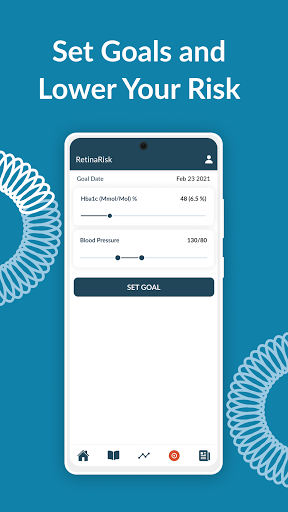 Set Goals and
Lower Your Risk
RetinaRisk
Goal Date Feb 23 2021
Hba1c (Mmol/Mol) % 48 (6.5 %)
Blood Pressure 130/80
SET GOAL